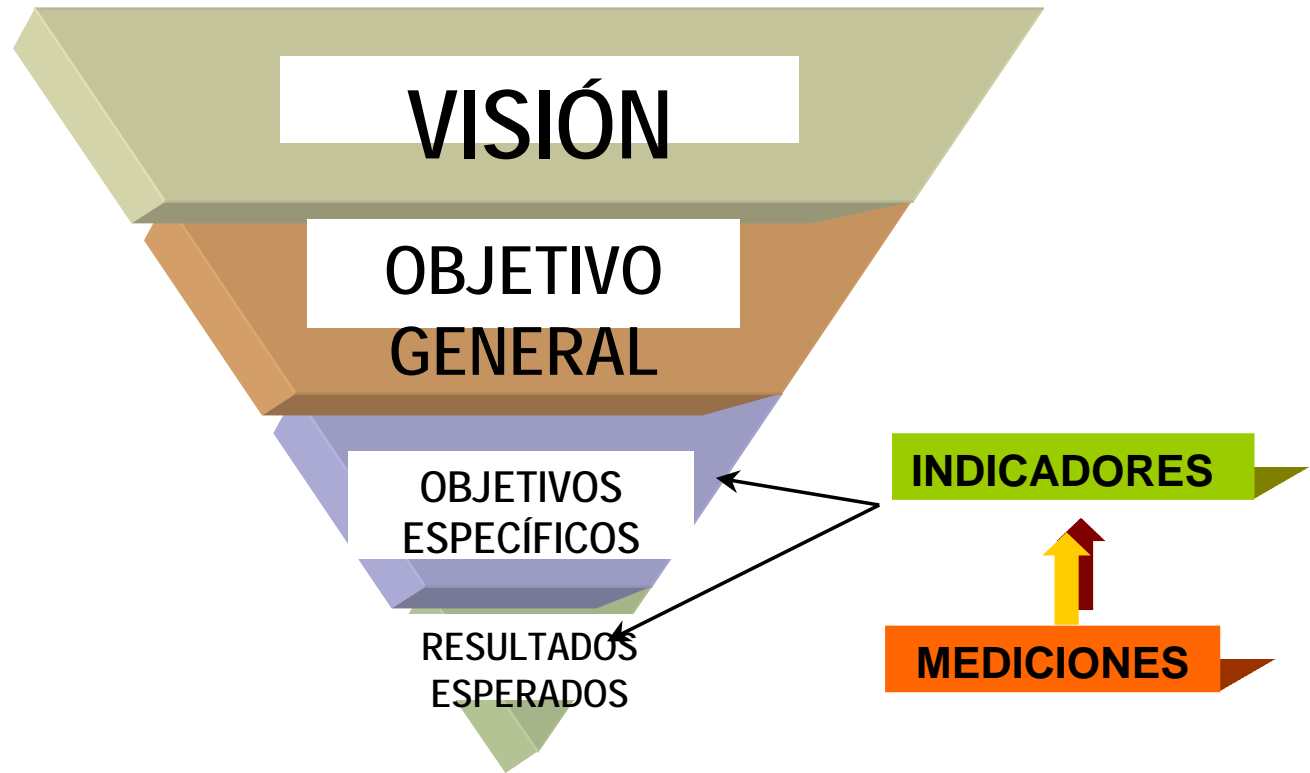 VISIÓN
OBJETIVO
GENERAL
OBJETIVOS
ESPECÍFICOS
RESULTADOS
ESPERADOS
INDICADORES
MEDICIONES